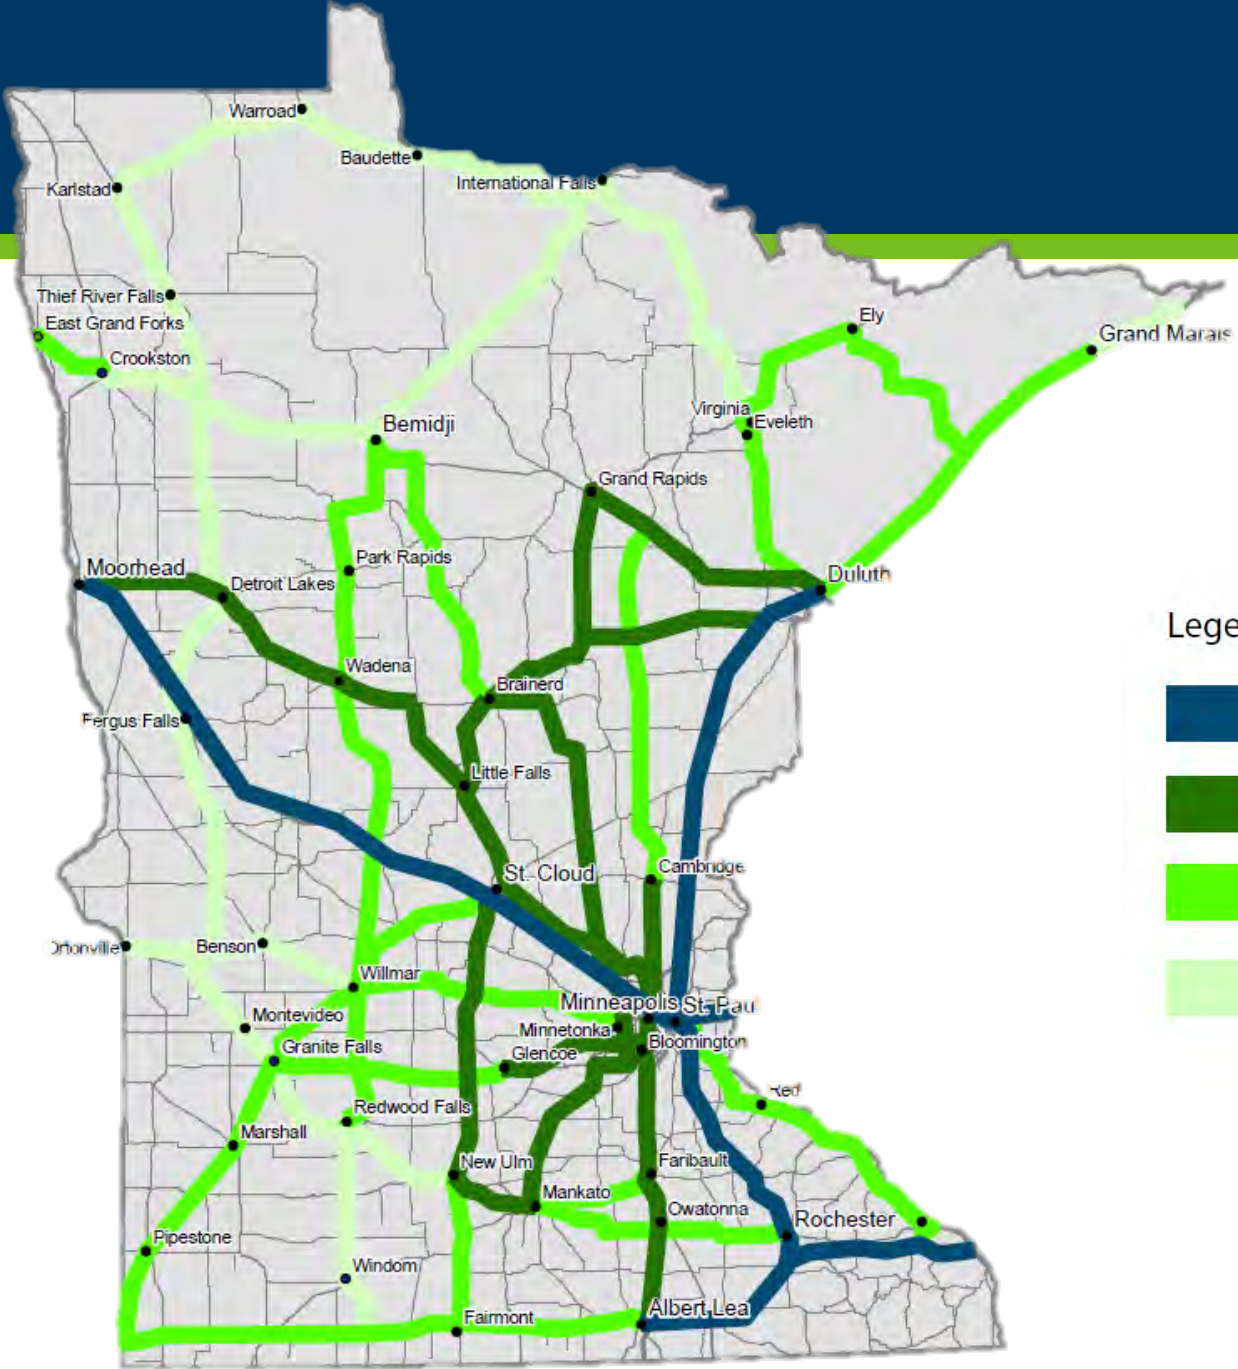 Warroad
Baudette
International Falls
Karlstad
Thief River Falls
East Grand Forks
Ely
Crookston
Grand Marais
Virginia
Bemidji
Eveleth
Grand Rapids
Park Rapids
Moorhead
Detroit Lakes
Duluth
Lege
Wadena
Brainerd
Fergus Falls
Little Falls
St. Cloud
Cambridge
Ortonville
Benson
Willmar
Minneapolis
St. Paul
Montevideo
Minnetonka
Granite Falls
Glencoe
Bloomington
Red
Redwood Falls
Marshall
New Ulm
Faribault
Mankato
Owatonna
Rochester
Pipestone
Windom
Albert Lea
Fairmont